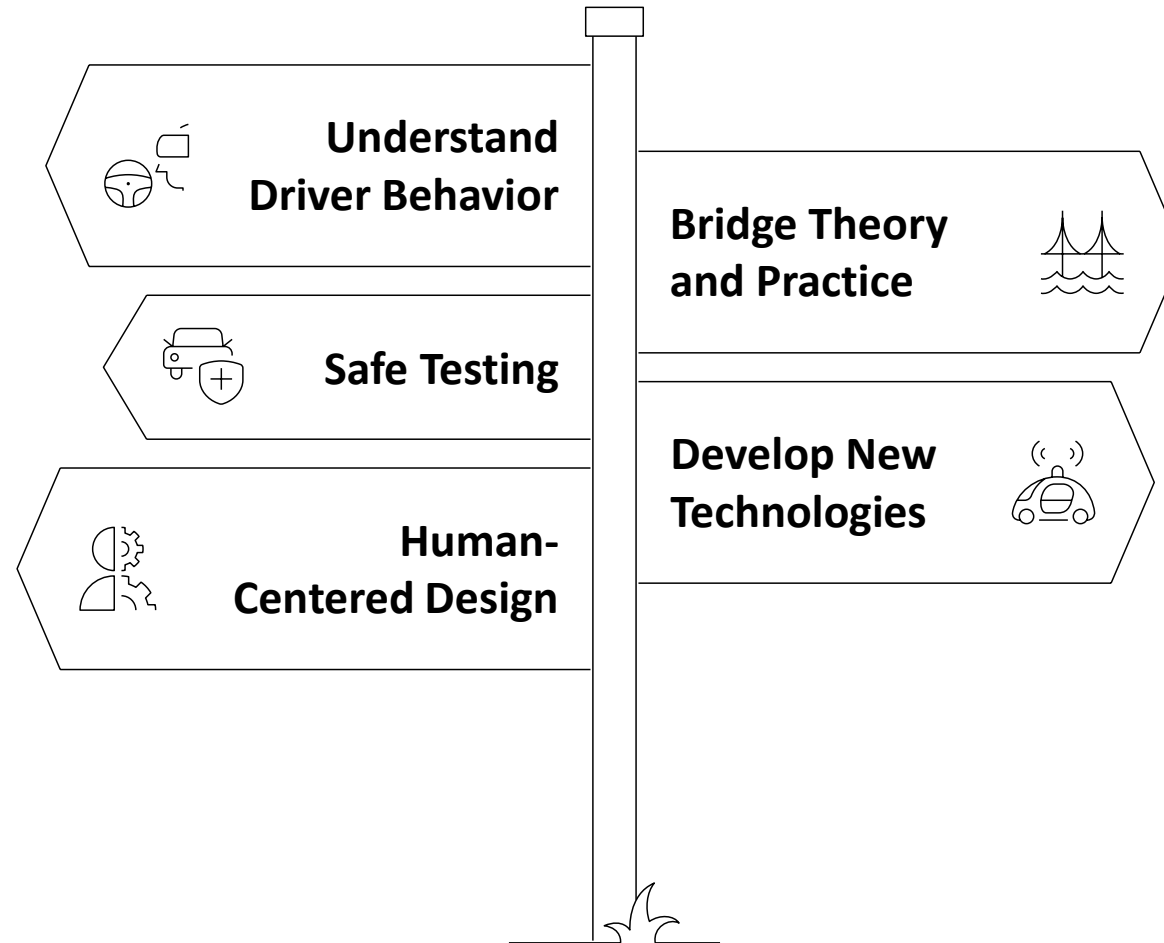 Understand
Driver Behavior
Bridge Theory
and Practice
Safe Testing
Develop New
Technologies
Human-
Centered Design